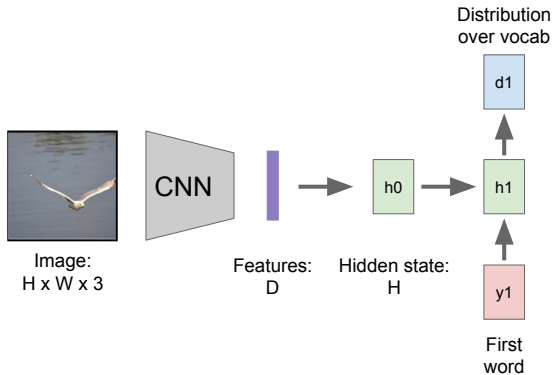 Distribution
over vocab
d1
CNN
h0
h1
Image:
H x W x 3
Features:
D
Hidden state:
H
y1
First
word